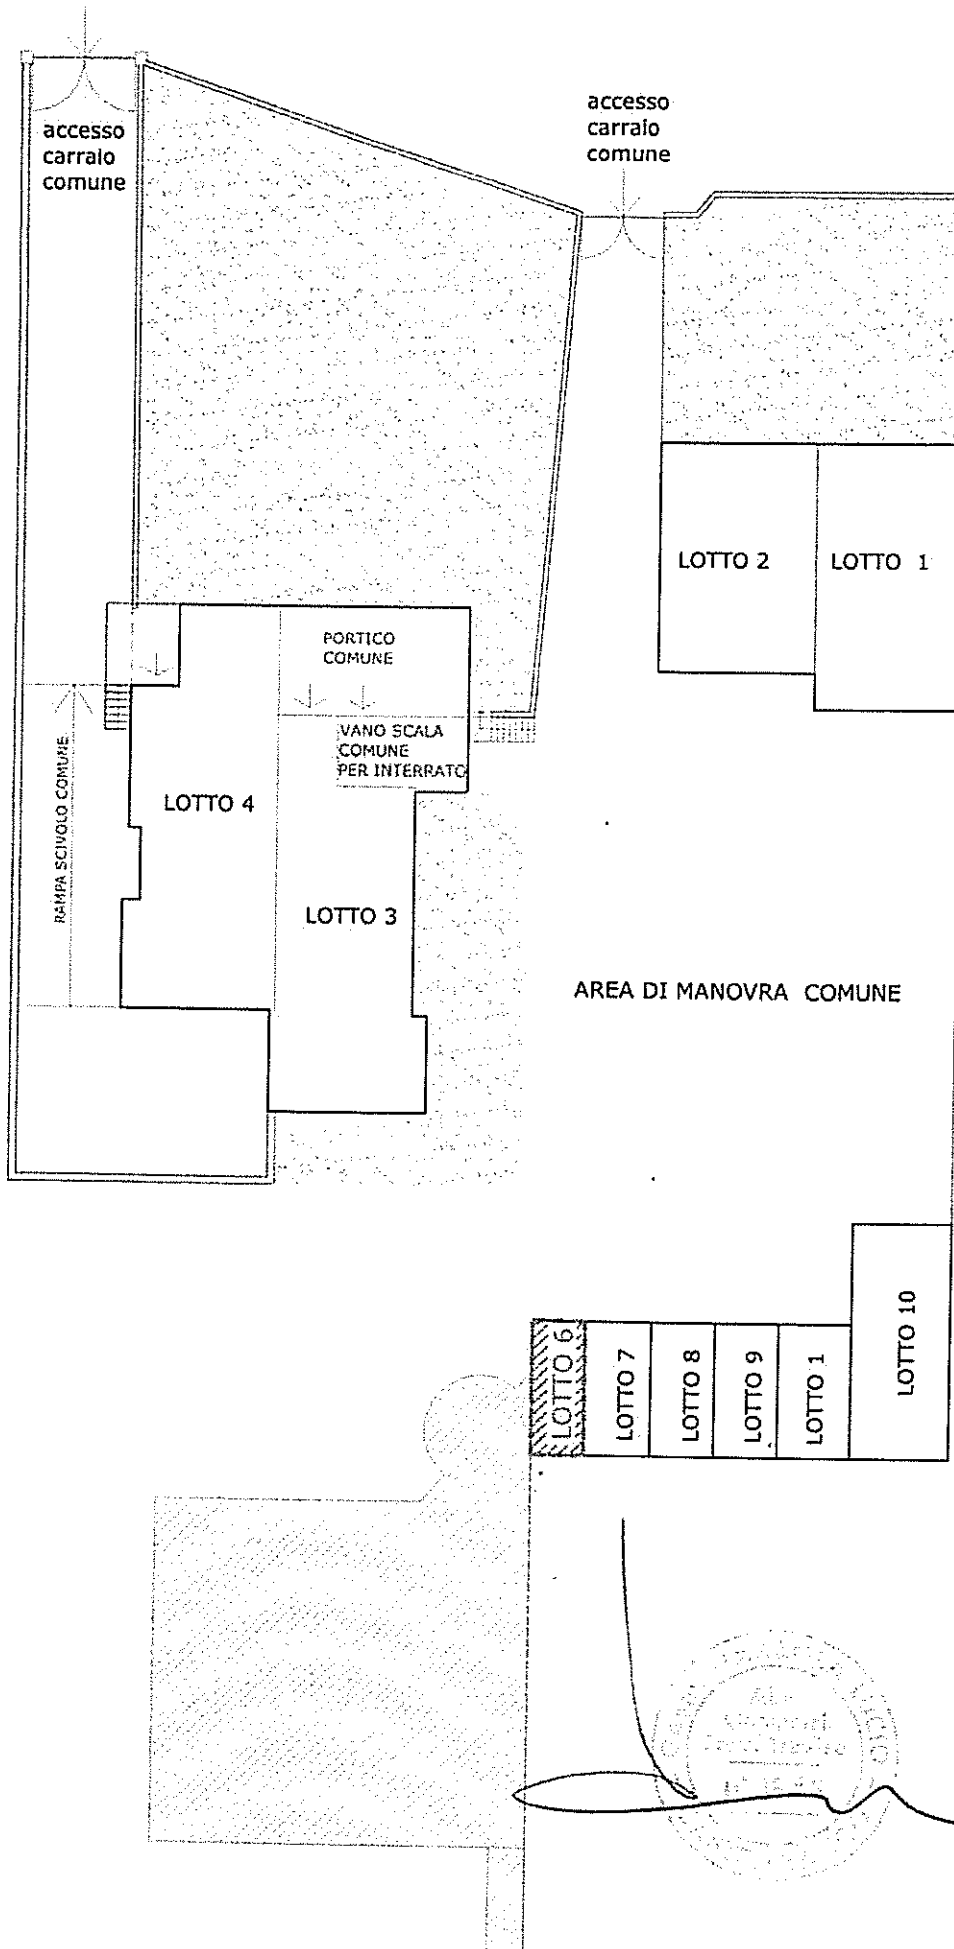 accesso
carraio
comune
accesso
carraio
comune
LOTTO 2
LOTTO 1
PORTICO
COMUNE
VANO SCALA
COMUNE
PER INTERRATO
RAMPA SCIVOLO COMUNE
LOTTO 4
LOTTO 3
AREA DI MANOVRA COMUNE
LOTTO 6
LOTTO 7
LOTTO 8
LOTTO 9
LOTTO 1
LOTTO 10